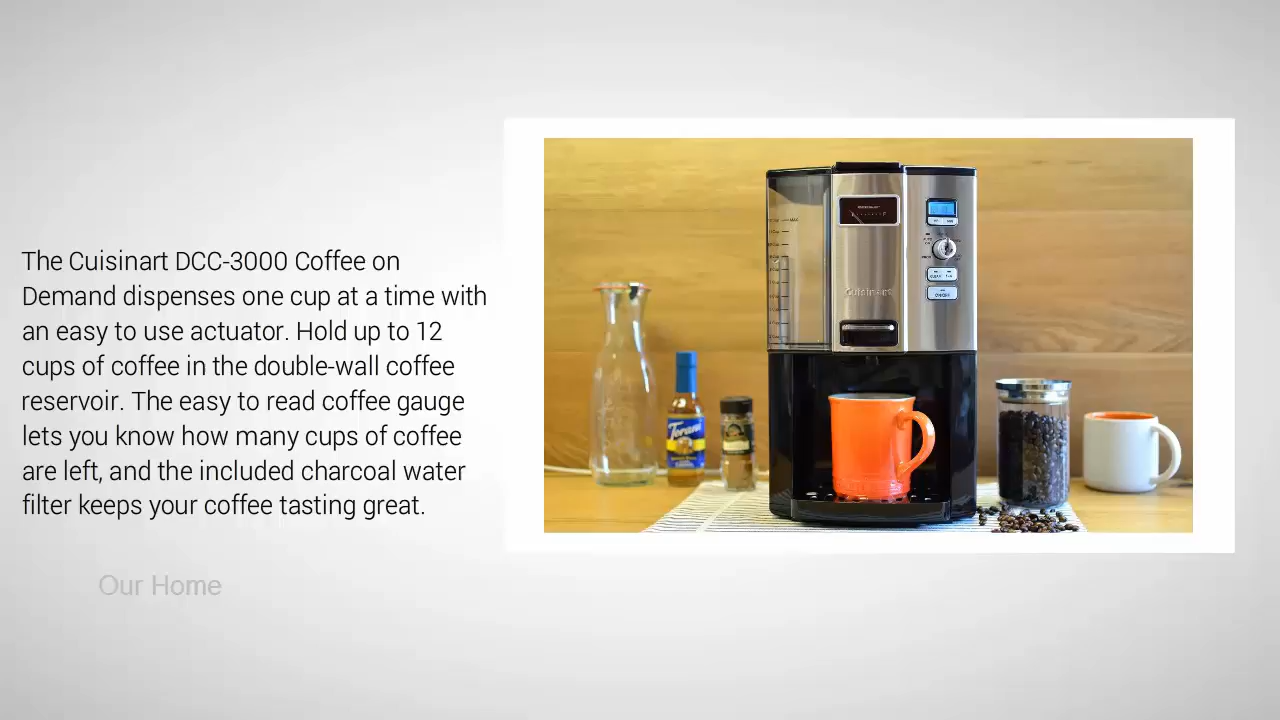 The Cuisinart DCC-3000 Coffee on
Demand dispenses one cup at a time with
an easy to use actuator. Hold up to 12
cups of coffee in the double-wall coffee
reservoir. The easy to read coffee gauge
lets you know how many cups of coffee
are left, and the included charcoal water
filter keeps your coffee tasting great.
Our Home
Cuisinart
Torani